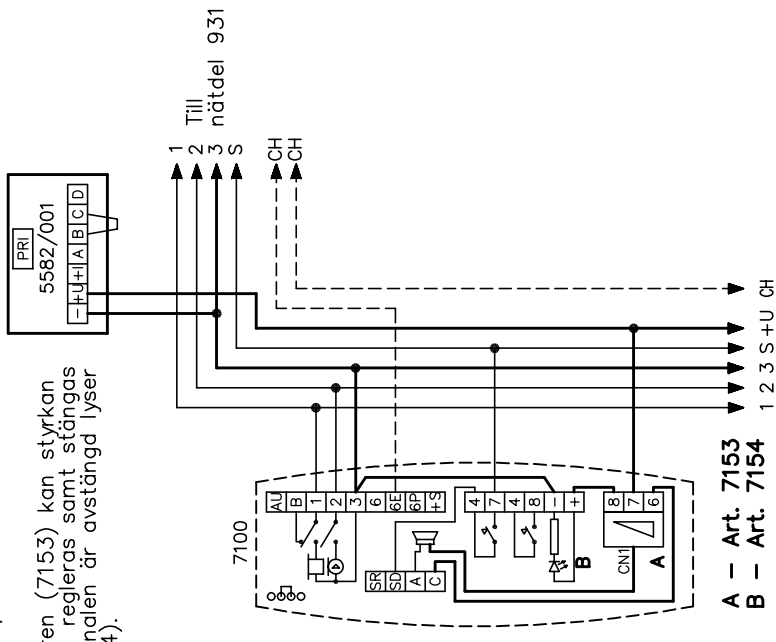 ren (7153) kan styrkan
regleras samt stängas
nalen är avstängd lyser
4).
PRI
5582/001
- +U +I A B C D
1
2 Till
3 nätdel 931
S
CH
CH
7100
AU
B
1
2
3
6
6E
6P
+S
SR
SD
A
C
4
7
4
8
-
+
B
8
7
6
CN1
A
1 2 3 S +U CH
A - Art. 7153
B - Art. 7154